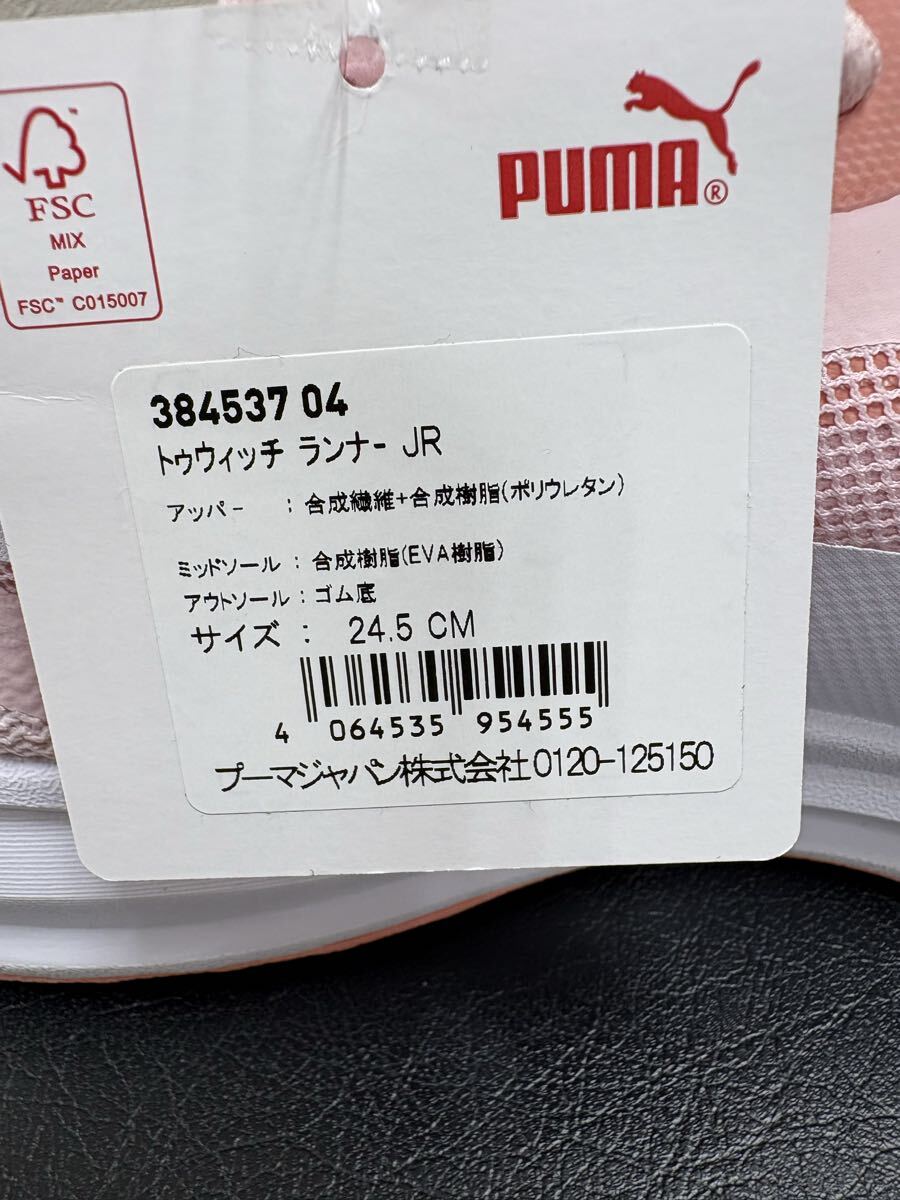 FSC
MIX
Paper
FSC™ C015007
PUMA®
384537 04
トゥウィッチ ランナー JR
アッパー : 合成繊維+合成樹脂(ポリウレタン)
ミッドソール : 合成樹脂(EVA樹脂)
アウトソール : ゴム底
サイズ : 24.5 CM
4 064535 954555
プーマジャパン株式会社0120-125150